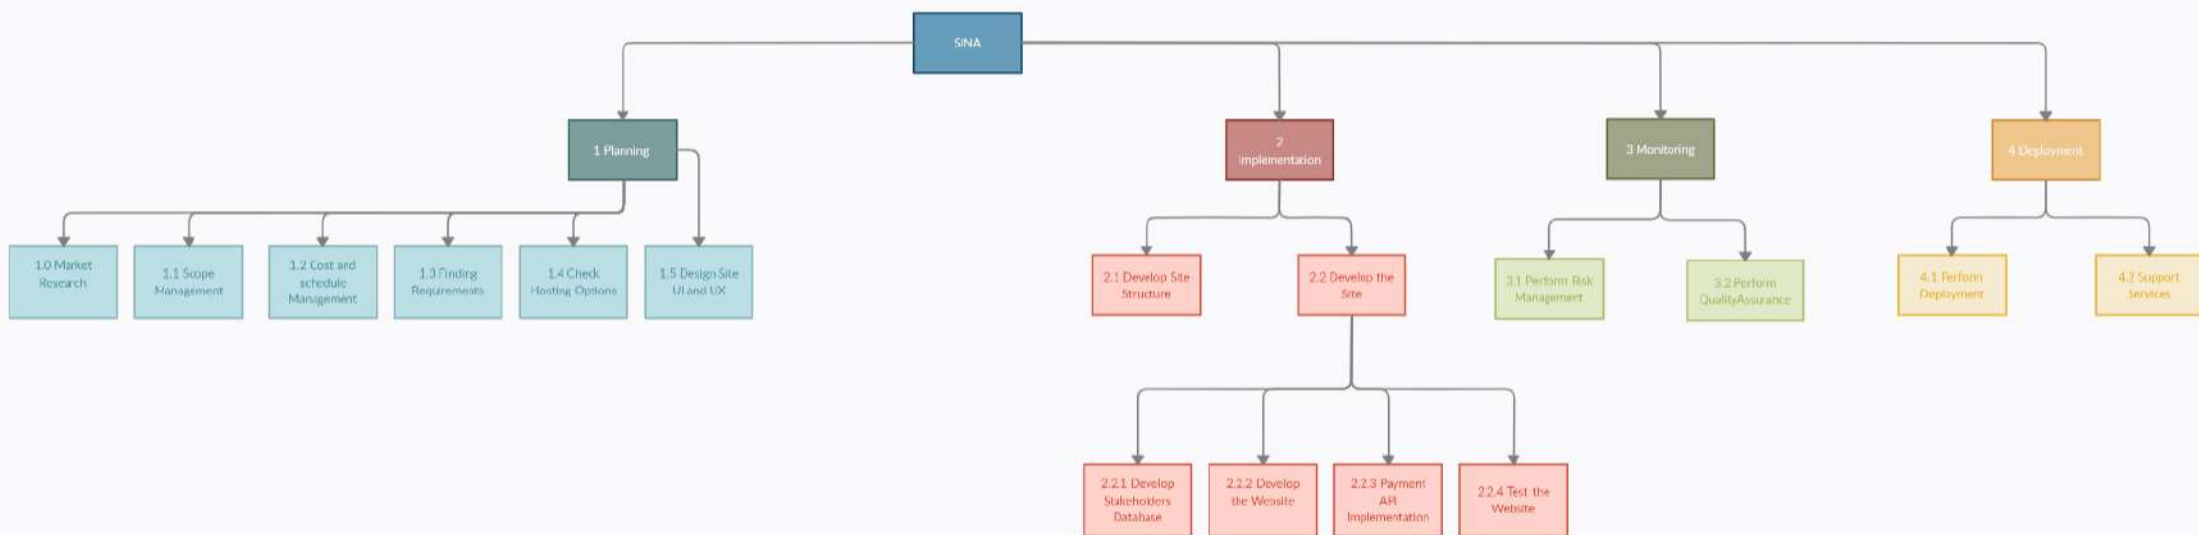 SINA
1 Planning
2
Implementation
3 Monitoring
4 Deployment
1.0 Market
Research
1.1 Scope
Management
1.2 Cost and
schedule
Management
1.3 Finding
Requirements
1.4 Check
Hosting Options
1.5 Design Site
UI and UX
2.1 Develop Site
Structure
2.2 Develop the
Site
3.1 Perform Risk
Management
3.2 Perform
QualityAssurance
4.1 Perform
Deployment
4.2 Support
Services
2.2.1 Develop
Stakeholders
Database
2.2.2 Develop
the Website
2.2.3 Payment
API
Implementation
2.2.4 Test the
Website